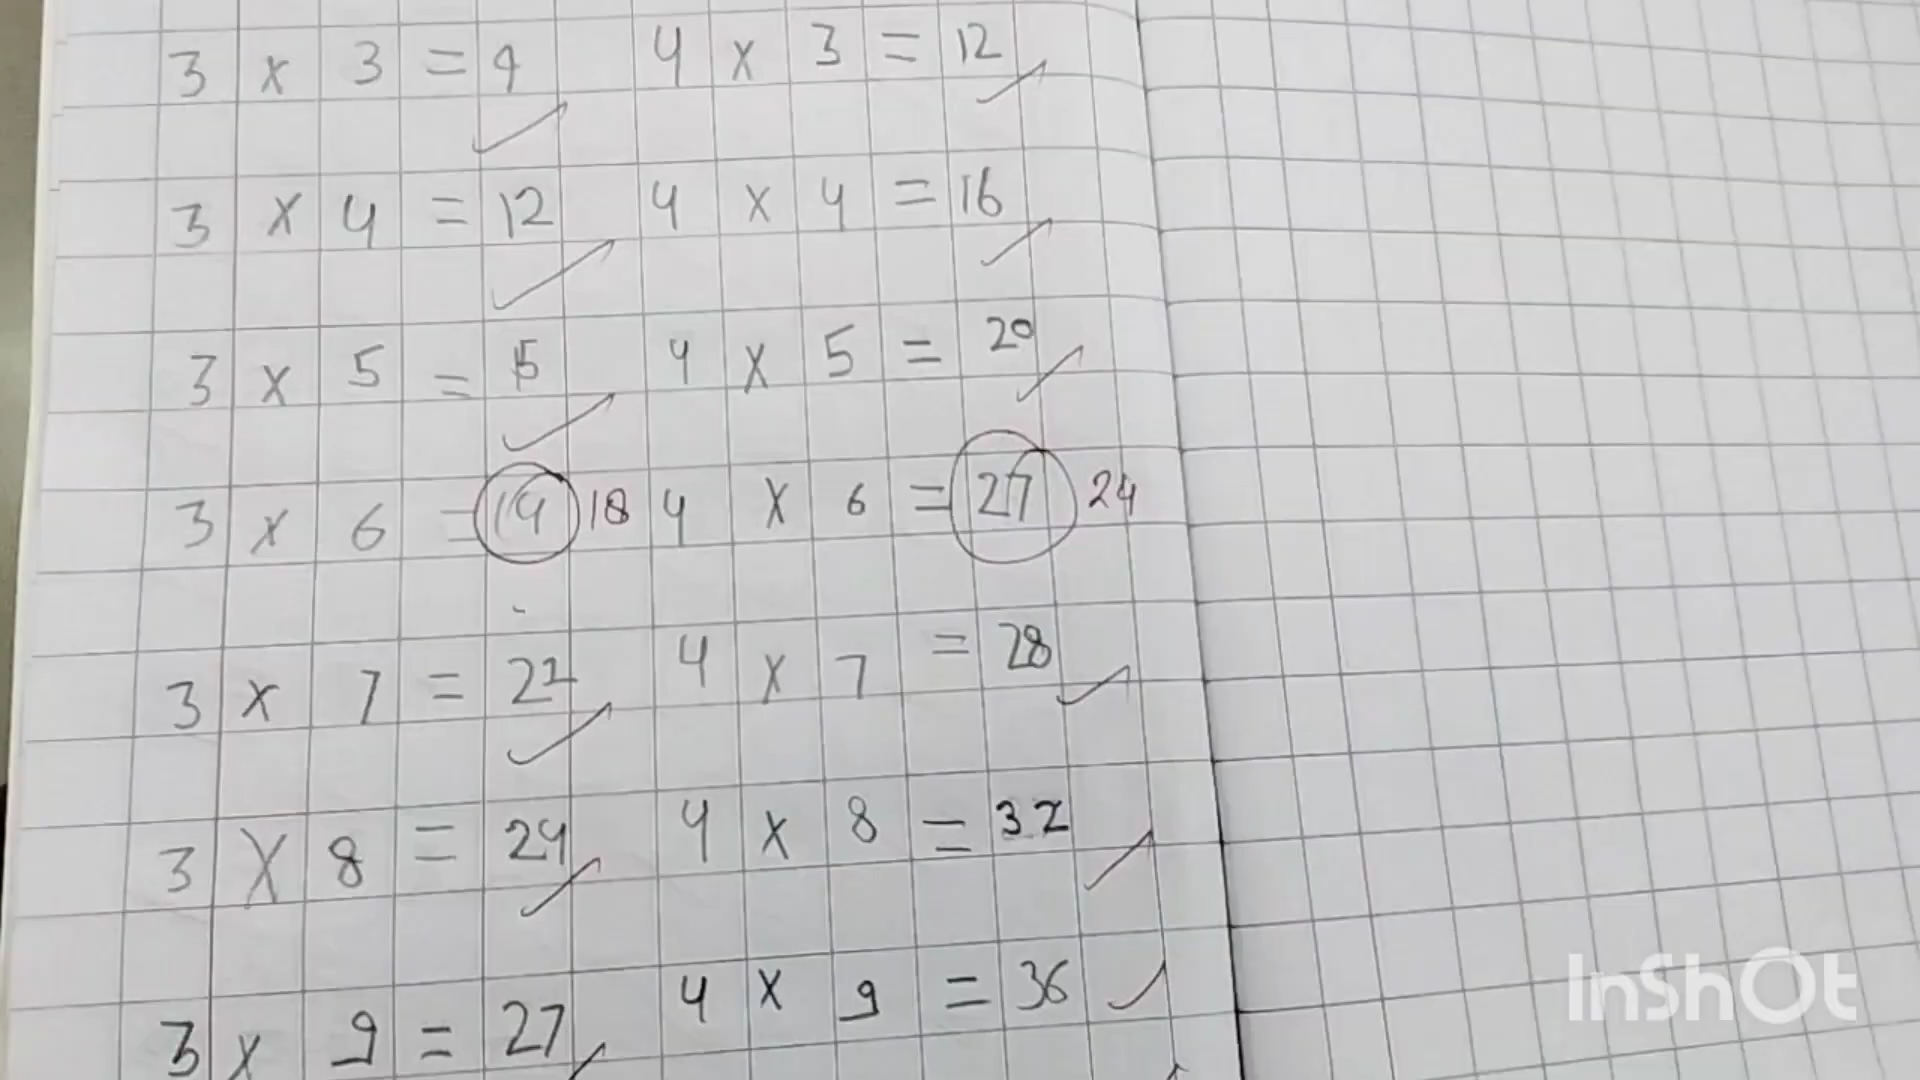 3 x 3 = 9 4 x 3 = 12
3 x 4 = 12 4 x 4 = 16
3 x 5 = 15 4 x 5 = 20
3 x 6 = 19 18 4 x 6 = 27 24
3 x 7 = 21 4 x 7 = 28
3 x 8 = 24 4 x 8 = 32
3 x 9 = 27 4 x 9 = 36
InShOt